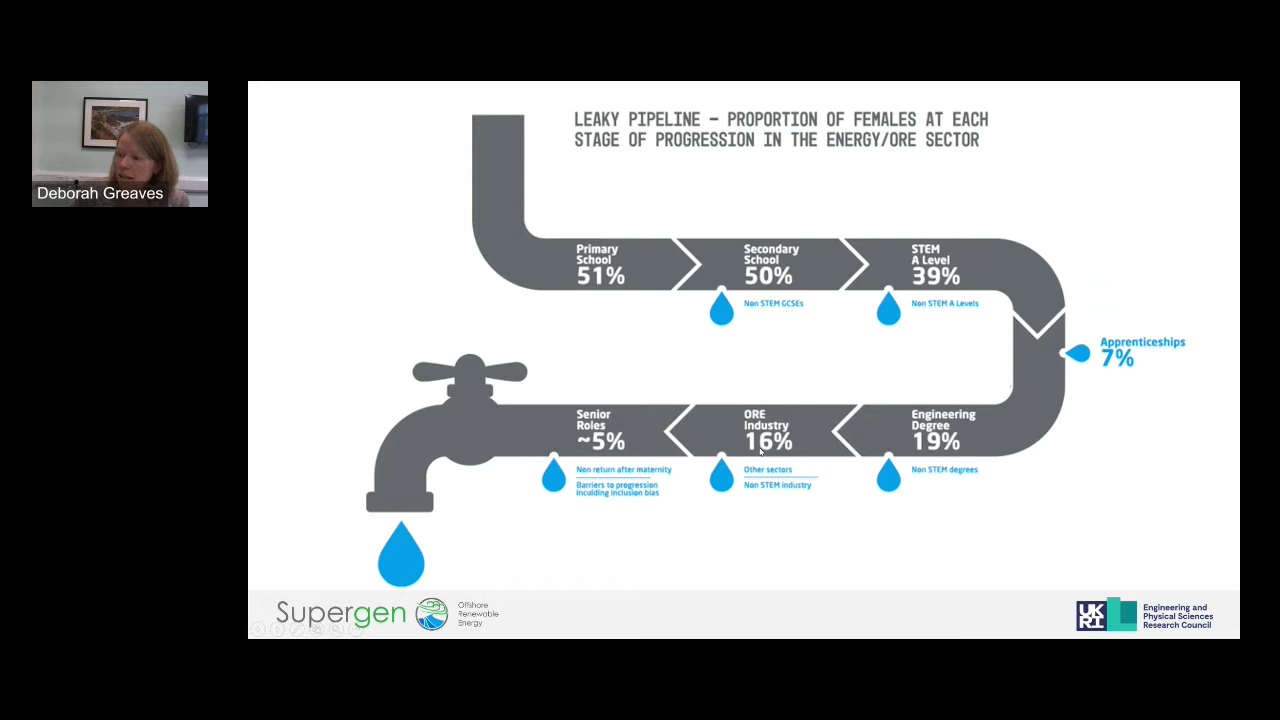 Deborah Greaves
LEAKY PIPELINE – PROPORTION OF FEMALES AT EACH
STAGE OF PROGRESSION IN THE ENERGY/ORE SECTOR
Primary
School
51%
Secondary
School
50%
STEM
A Level
39%
Non STEM GCSEs
Non STEM A Levels
Apprenticeships
7%
Senior
Roles
~5%
ORE
Industry
16%
Engineering
Degree
19%
Non return after maternity
Barriers to progression
inculding inclusion bias
Other sectors
Non STEM industry
Non STEM degrees
Supergen
Offshore
Renewable
Energy
UKRI
Engineering and
Physical Sciences
Research Council